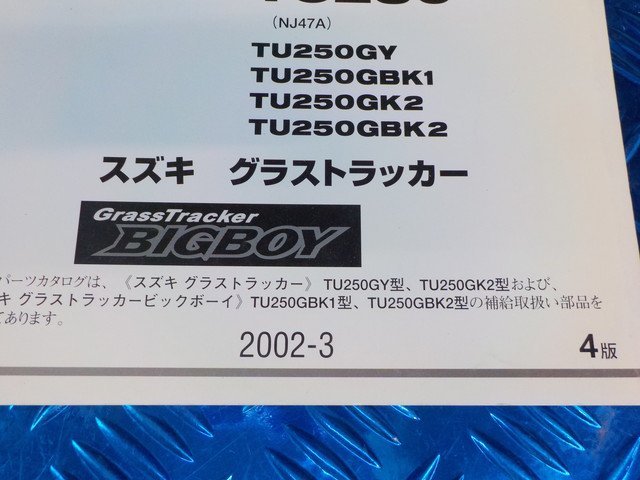 (NJ47A)
TU250GY
TU250GBK1
TU250GK2
TU250GBK2
スズキ グラストラッカー
GrassTracker
BIGBOY
パーツカタログは、《スズキ グラストラッカー》 TU250GY型、TU250GK2型および、
キ グラストラッカービックボーイ》TU250GBK1型、TU250GBK2型の補給取扱い部品を
てあります。
2002-3
4版